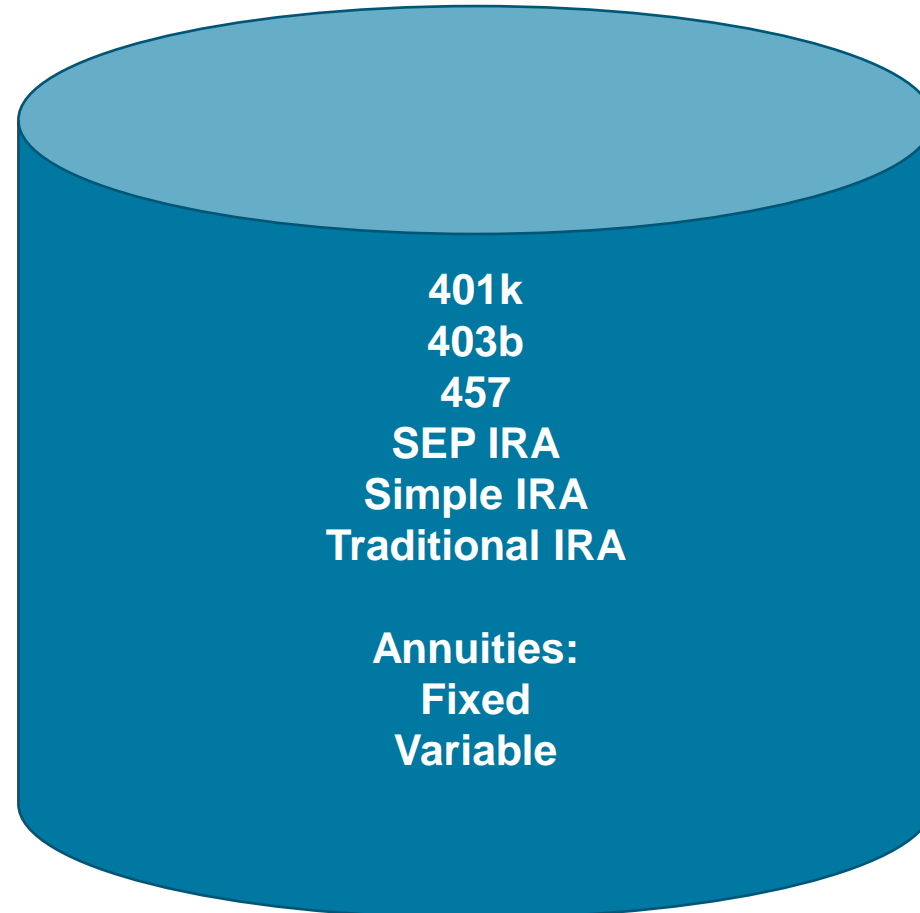 401k
403b
457
SEP IRA
Simple IRA
Traditional IRA
Annuities:
Fixed
Variable